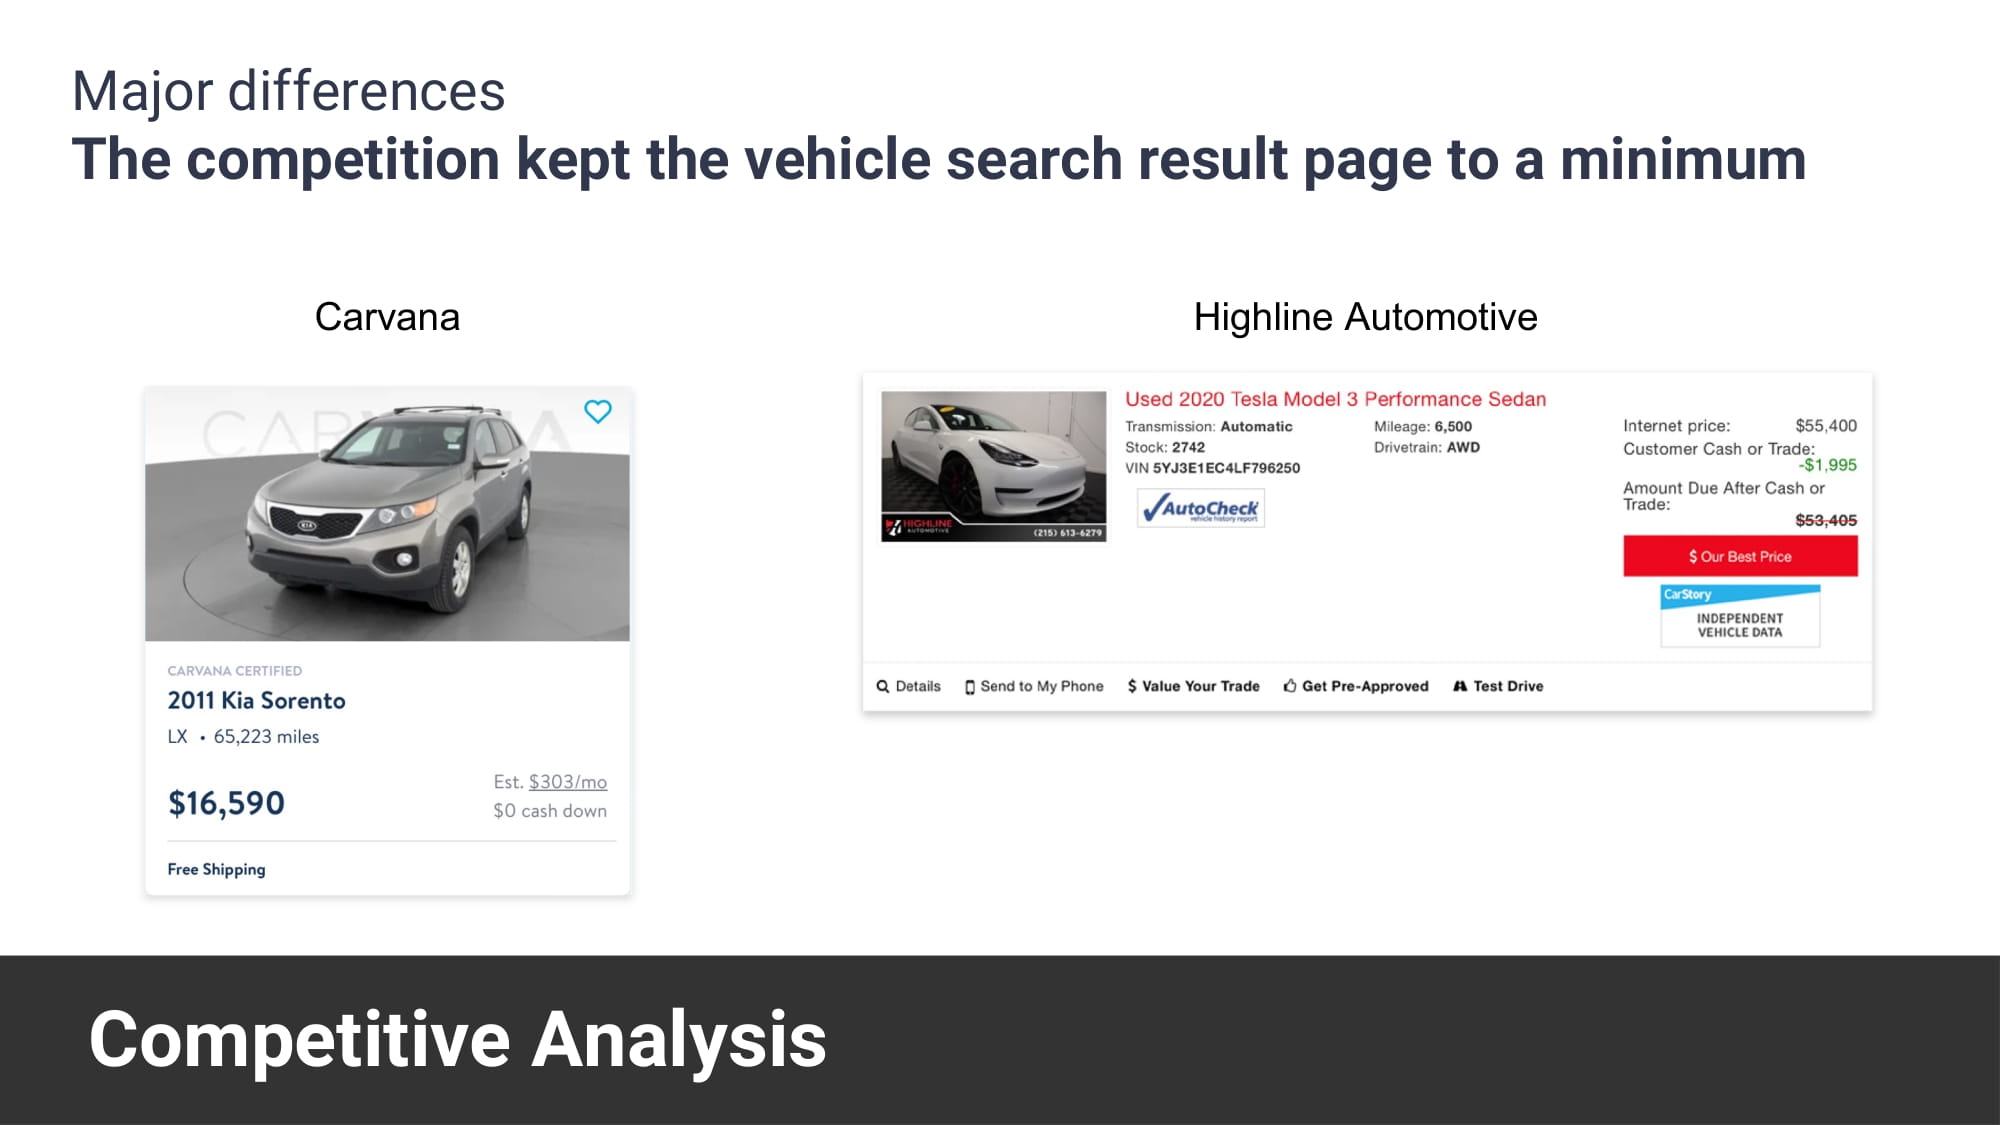 Major differences
The competition kept the vehicle search result page to a minimum
Carvana
CARVANA
KIA
CARVANA CERTIFIED
2011 Kia Sorento
LX • 65,223 miles
$16,590
Est. $303/mo
$0 cash down
Free Shipping
Highline Automotive
HIGHLINE
AUTOMOTIVE
(215) 613-6279
Used 2020 Tesla Model 3 Performance Sedan
Transmission: Automatic
Mileage: 6,500
Stock: 2742
Drivetrain: AWD
VIN 5YJ3E1EC4LF796250
AutoCheck
vehicle history report
Internet price: $55,400
Customer Cash or Trade:
-$1,995
Amount Due After Cash or
Trade:
$53,405
$ Our Best Price
CarStory
INDEPENDENT
VEHICLE DATA
Details Send to My Phone $ Value Your Trade Get Pre-Approved Test Drive
Competitive Analysis